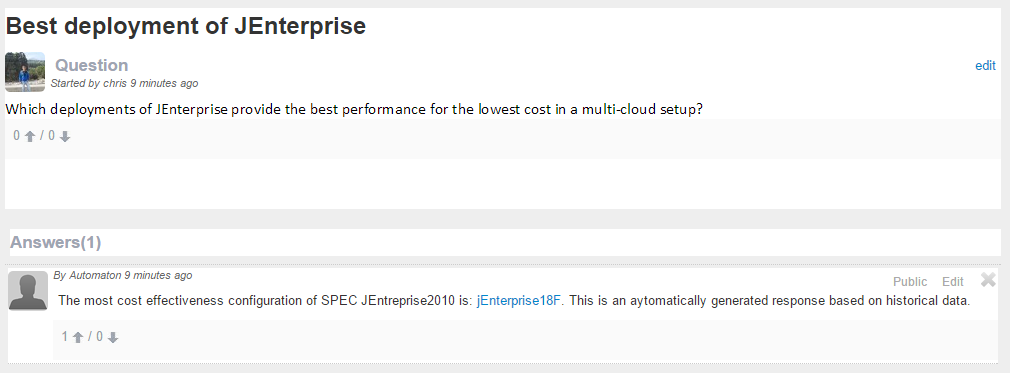 Best deployment of JEnterprise
Question
edit
Started by chris 9 minutes ago
Which deployments of JEnterprise provide the best performance for the lowest cost in a multi-cloud setup?
0 / 0
Answers(1)
By Automaton 9 minutes ago
Public Edit
The most cost effectiveness configuration of SPEC JEntreprise2010 is: jEnterprise18F. This is an aytomatically generated response based on historical data.
1 / 0